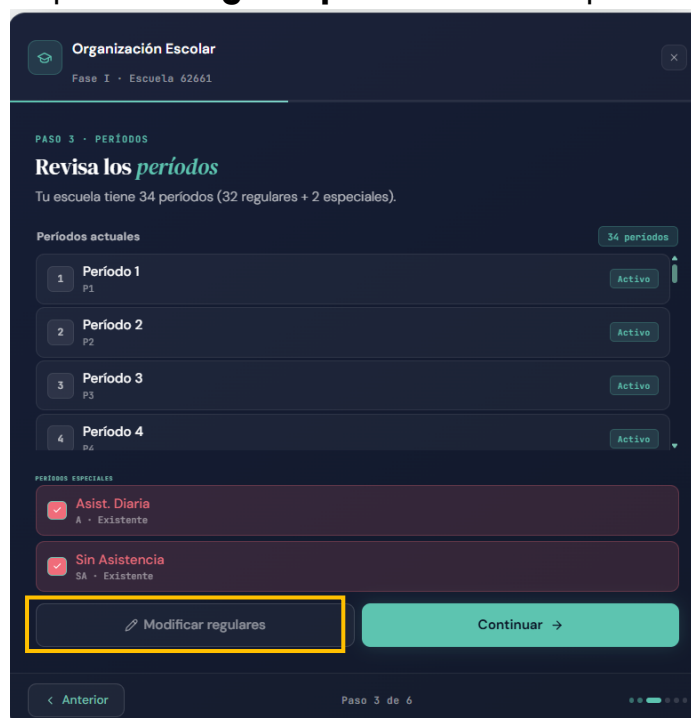 Organización Escolar
Fase I · Escuela 62661
PASO 3 · PERÍODOS
Revisa los períodos
Tu escuela tiene 34 períodos (32 regulares + 2 especiales).
Períodos actuales
34 períodos
1 Período 1
P1
Activo
2 Período 2
P2
Activo
3 Período 3
P3
Activo
4 Período 4
P4
Activo
PERÍODOS ESPECIALES
Asist. Diaria
A · Existente
Sin Asistencia
SA · Existente
Modificar regulares
Continuar →
‹ Anterior
Paso 3 de 6